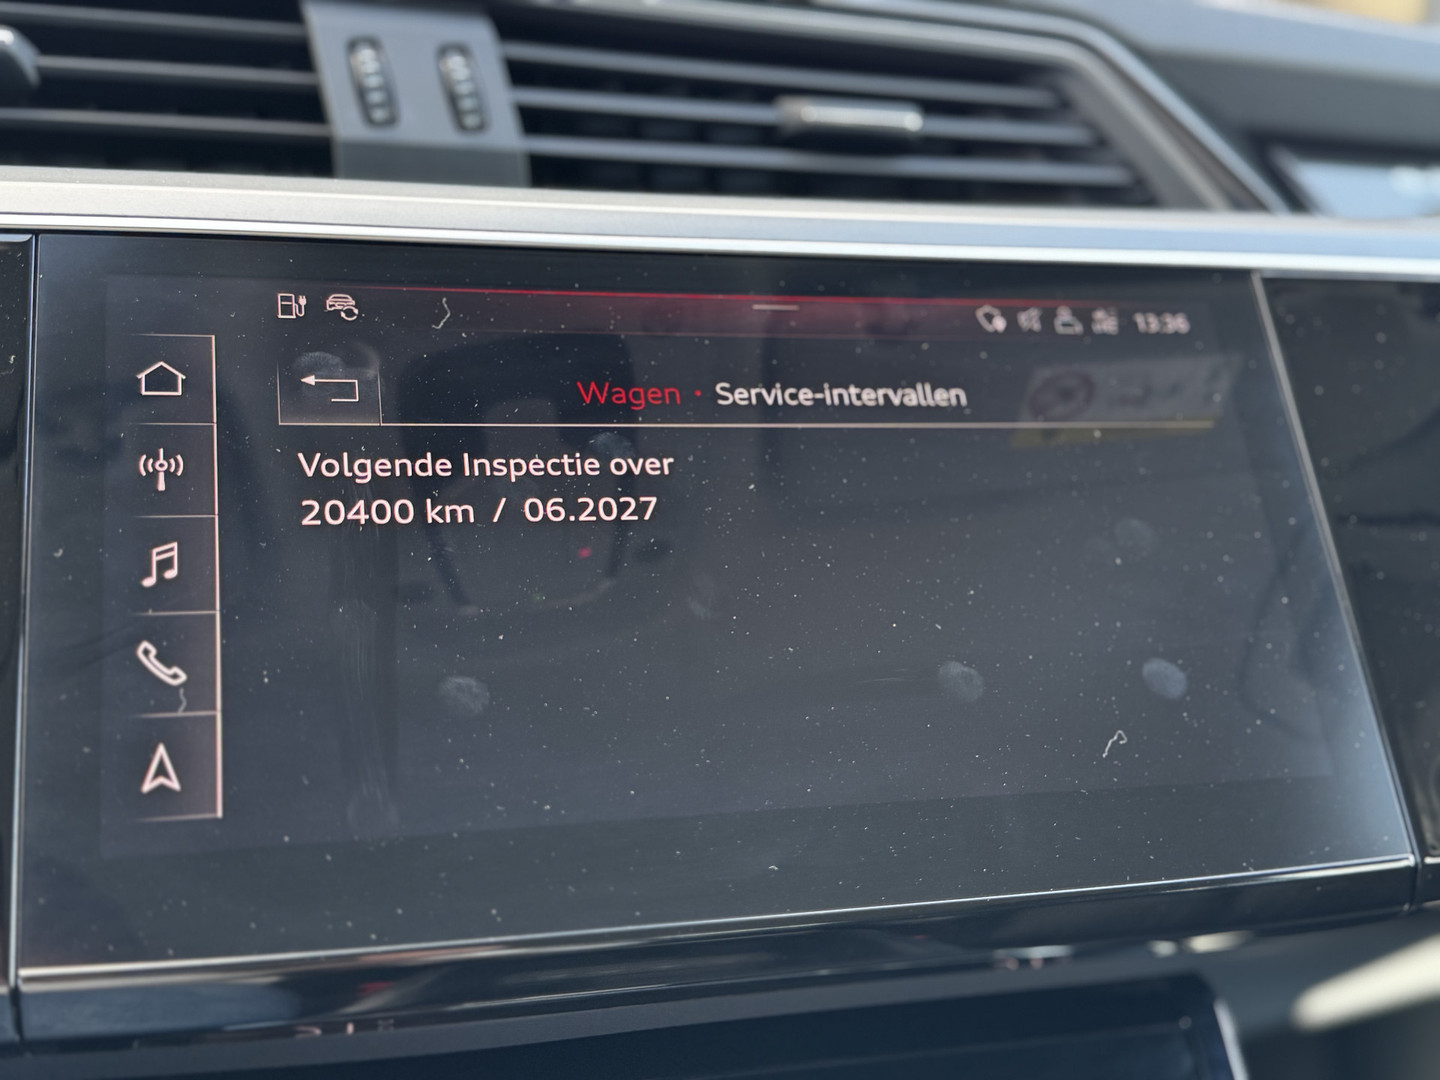 13:36
Wagen • Service-intervallen
Volgende Inspectie over
20400 km / 06.2027